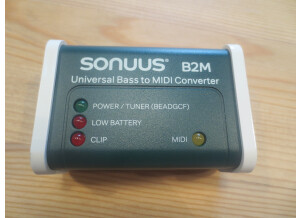 sonuus® B2M
Universal Bass to MIDI Converter
POWER / TUNER (BEADGCF)
LOW BATTERY
CLIP MIDI